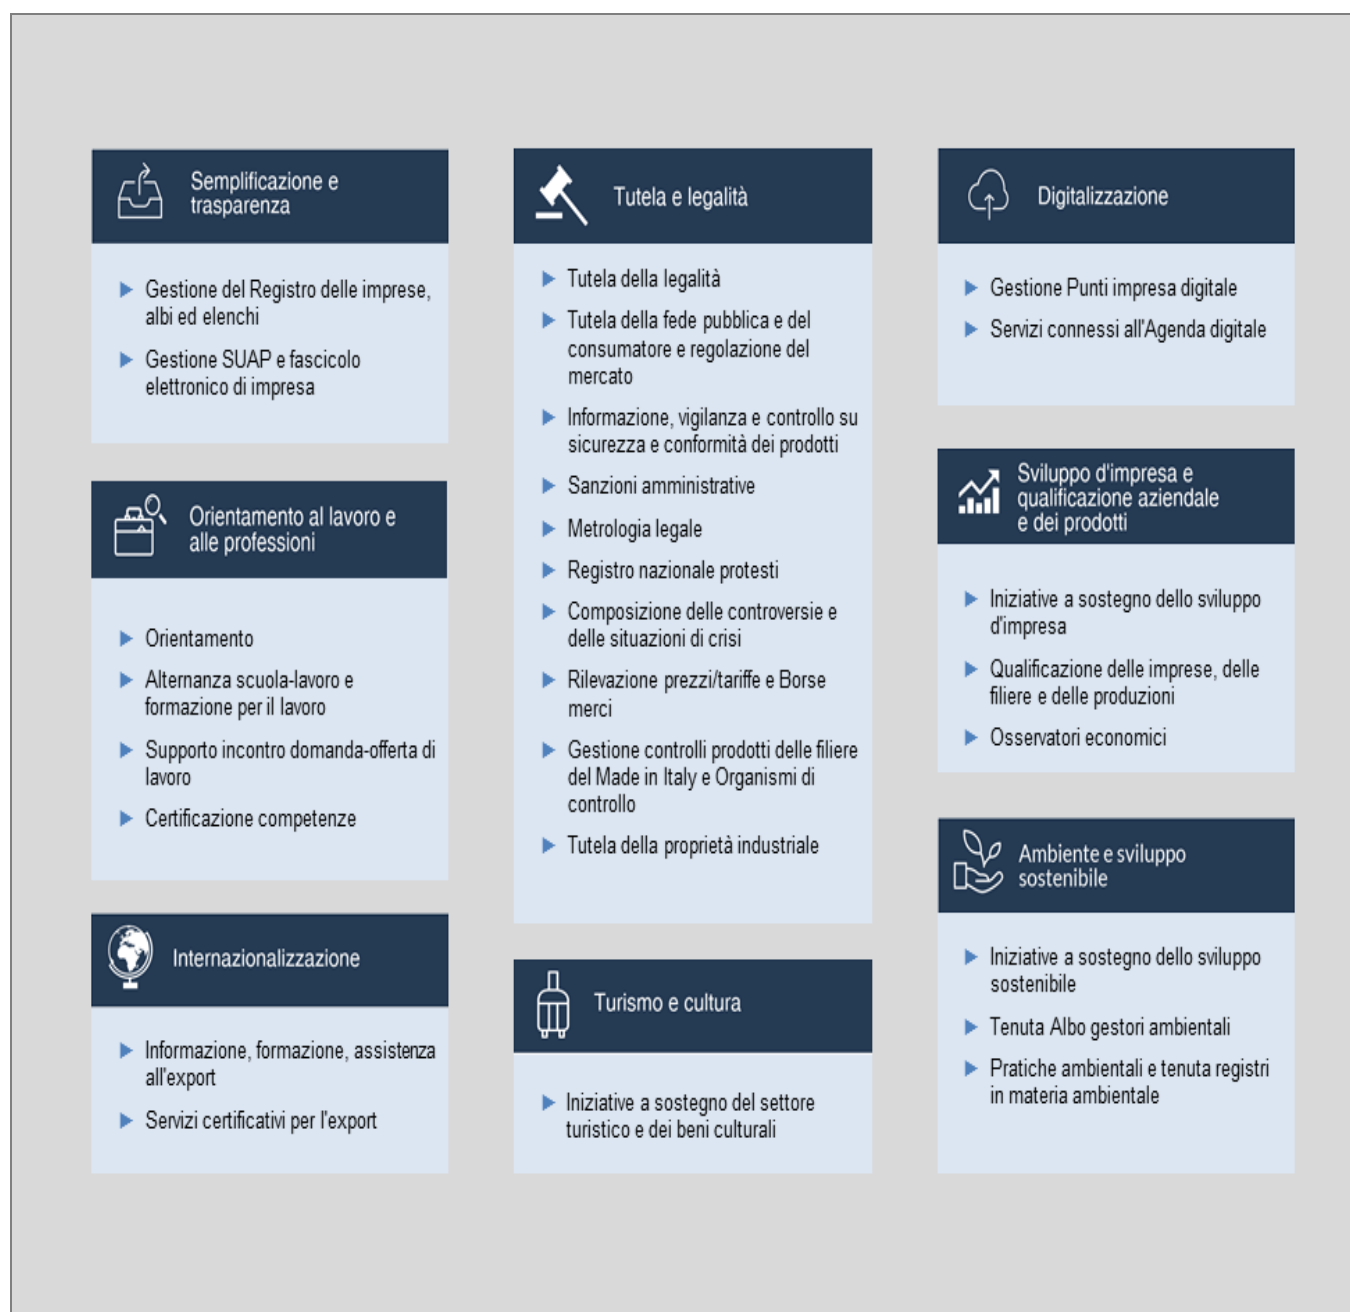 Semplificazione e
trasparenza
Gestione del Registro delle imprese,
albi ed elenchi
Gestione SUAP e fascicolo
elettronico di impresa
Orientamento al lavoro e
alle professioni
Orientamento
Alternanza scuola-lavoro e
formazione per il lavoro
Supporto incontro domanda-offerta di
lavoro
Certificazione competenze
Internazionalizzazione
Informazione, formazione, assistenza
all'export
Servizi certificativi per l'export
Tutela e legalità
Tutela della legalità
Tutela della fede pubblica e del
consumatore e regolazione del
mercato
Informazione, vigilanza e controllo su
sicurezza e conformità dei prodotti
Sanzioni amministrative
Metrologia legale
Registro nazionale protesti
Composizione delle controversie e
delle situazioni di crisi
Rilevazione prezzi/tariffe e Borse
merci
Gestione controlli prodotti delle filiere
del Made in Italy e Organismi di
controllo
Tutela della proprietà industriale
Turismo e cultura
Iniziative a sostegno del settore
turistico e dei beni culturali
Digitalizzazione
Gestione Punti impresa digitale
Servizi connessi all'Agenda digitale
Sviluppo d'impresa e
qualificazione aziendale
e dei prodotti
Iniziative a sostegno dello sviluppo
d'impresa
Qualificazione delle imprese, delle
filiere e delle produzioni
Osservatori economici
Ambiente e sviluppo
sostenibile
Iniziative a sostegno dello sviluppo
sostenibile
Tenuta Albo gestori ambientali
Pratiche ambientali e tenuta registri
in materia ambientale